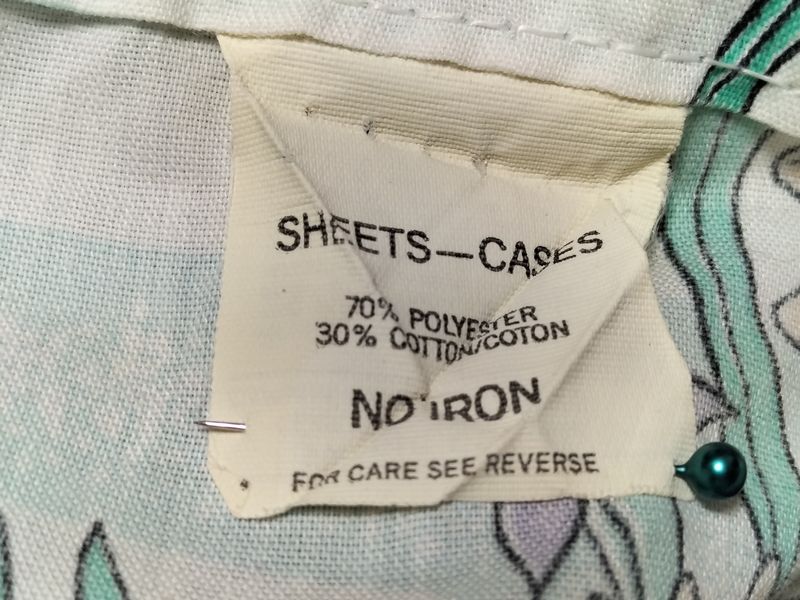 SHEETS—CASES
70% POLYESTER
30% COTTON/COTON
NO IRON
FOR CARE SEE REVERSE